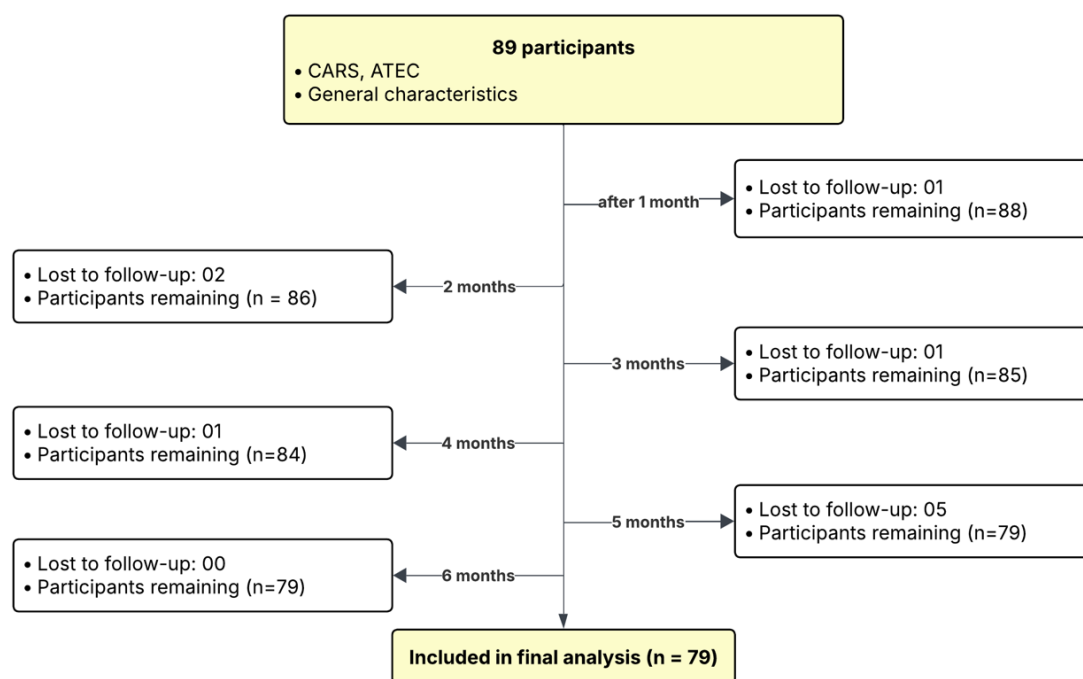 89 participants
• CARS, ATEC
• General characteristics
after 1 month
• Lost to follow-up: 01
• Participants remaining (n=88)
• Lost to follow-up: 02
• Participants remaining (n = 86)
2 months
3 months
• Lost to follow-up: 01
• Participants remaining (n=85)
• Lost to follow-up: 01
• Participants remaining (n=84)
4 months
5 months
• Lost to follow-up: 05
• Participants remaining (n=79)
• Lost to follow-up: 00
• Participants remaining (n=79)
6 months
Included in final analysis (n = 79)